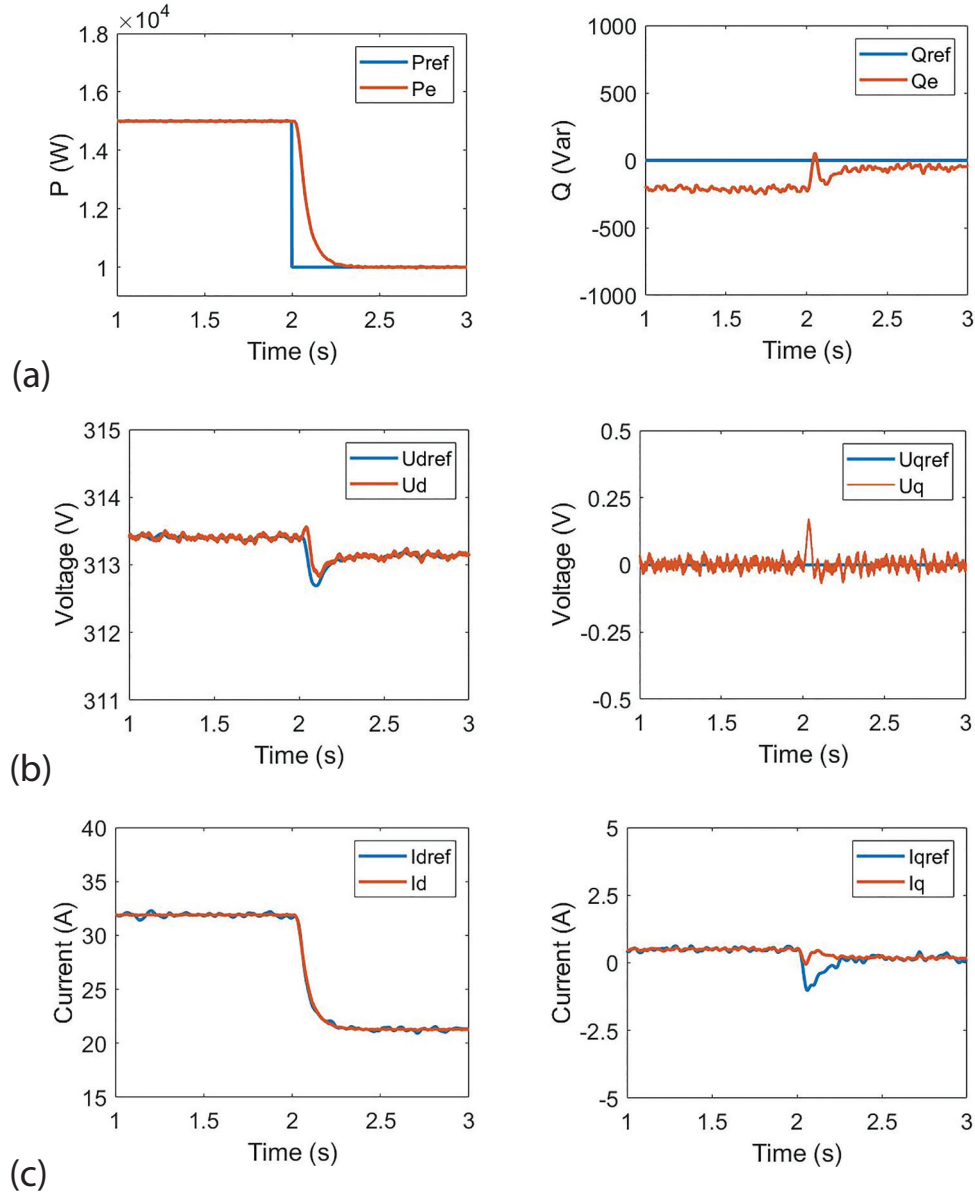 ×10⁴
1.8
1.6
1.4
1.2
1
P (W)
Pref
Pe
1 1.5 2 2.5 3
Time (s)
1000
500
0
-500
-1000
Q (Var)
Qref
Qe
1 1.5 2 2.5 3
Time (s)
(a)
315
314
313
312
311
Voltage (V)
Udref
Ud
1 1.5 2 2.5 3
Time (s)
0.5
0.25
0
-0.25
-0.5
Voltage (V)
Uqref
Uq
1 1.5 2 2.5 3
Time (s)
(b)
40
35
30
25
20
15
Current (A)
Idref
Id
1 1.5 2 2.5 3
Time (s)
5
2.5
0
-2.5
-5
Current (A)
Iqref
Iq
1 1.5 2 2.5 3
Time (s)
(c)